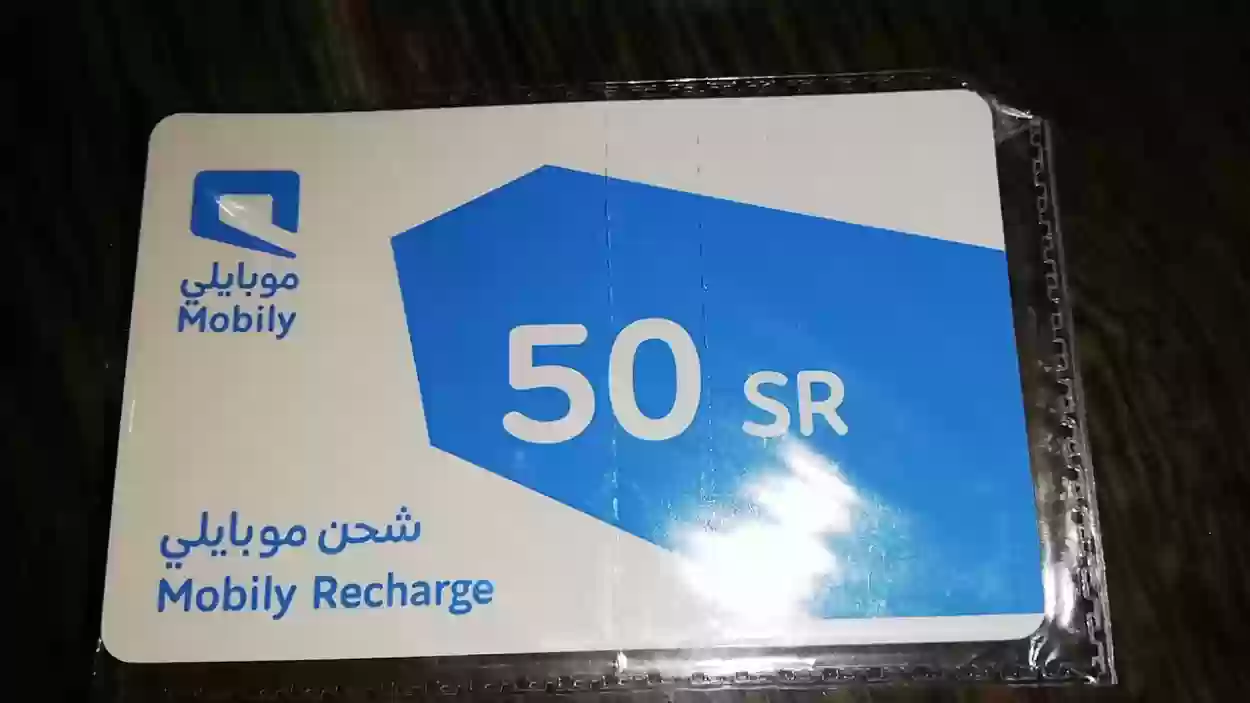 موبايلي
Mobily
50 SR
شحن موبايلي
Mobily Recharge